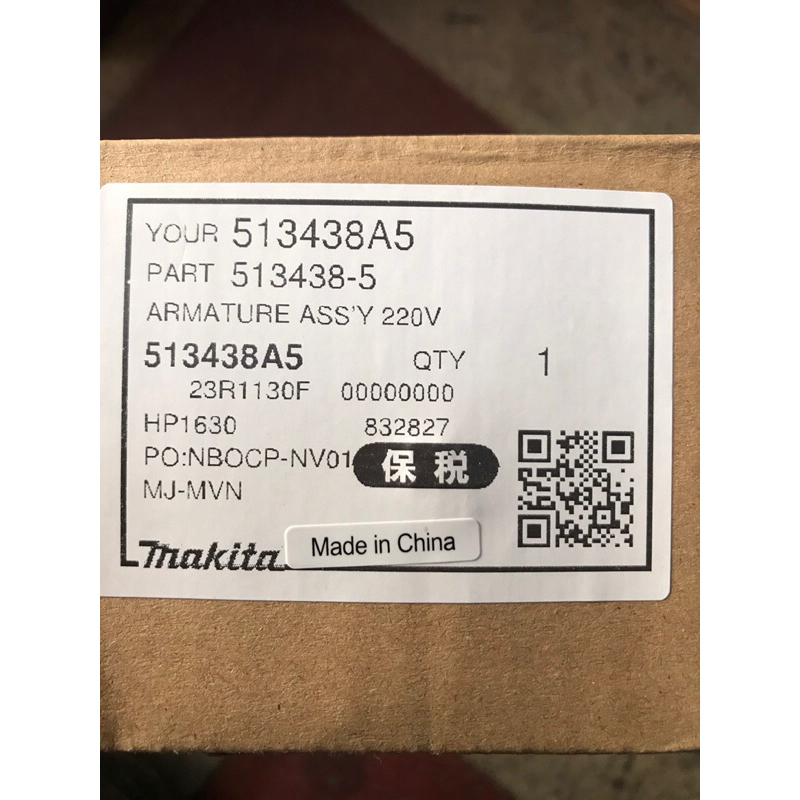 YOUR 513438A5
PART 513438-5
ARMATURE ASS'Y 220V
513438A5 QTY 1
23R1130F 00000000
HP1630 832827
PO:NBOCP-NV01 保税
MJ-MVN
makita Made in China